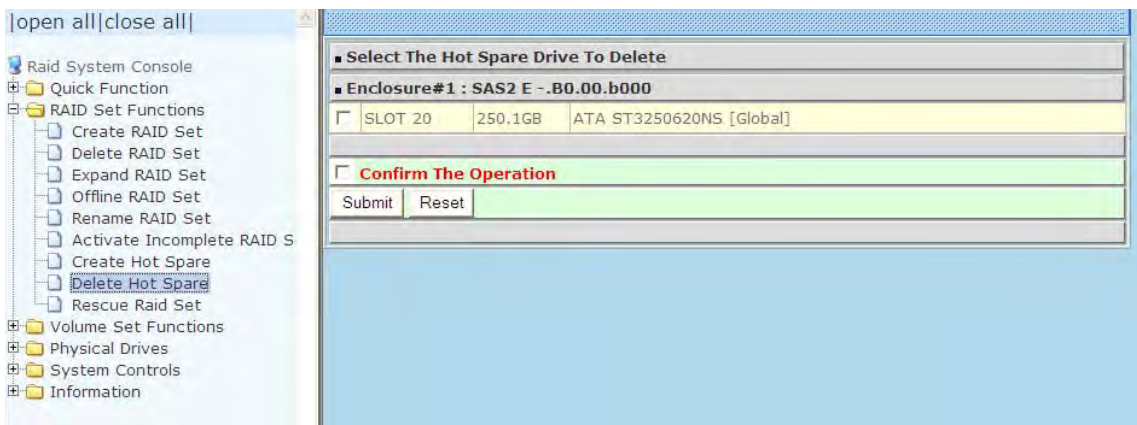 |open all|close all|
Raid System Console
Quick Function
RAID Set Functions
Create RAID Set
Delete RAID Set
Expand RAID Set
Offline RAID Set
Rename RAID Set
Activate Incomplete RAID S
Create Hot Spare
Delete Hot Spare
Rescue Raid Set
Volume Set Functions
Physical Drives
System Controls
Information
Select The Hot Spare Drive To Delete
Enclosure#1 : SAS2 E -.B0.00.b000
SLOT 20 250.1GB ATA ST3250620NS [Global]
Confirm The Operation
Submit Reset